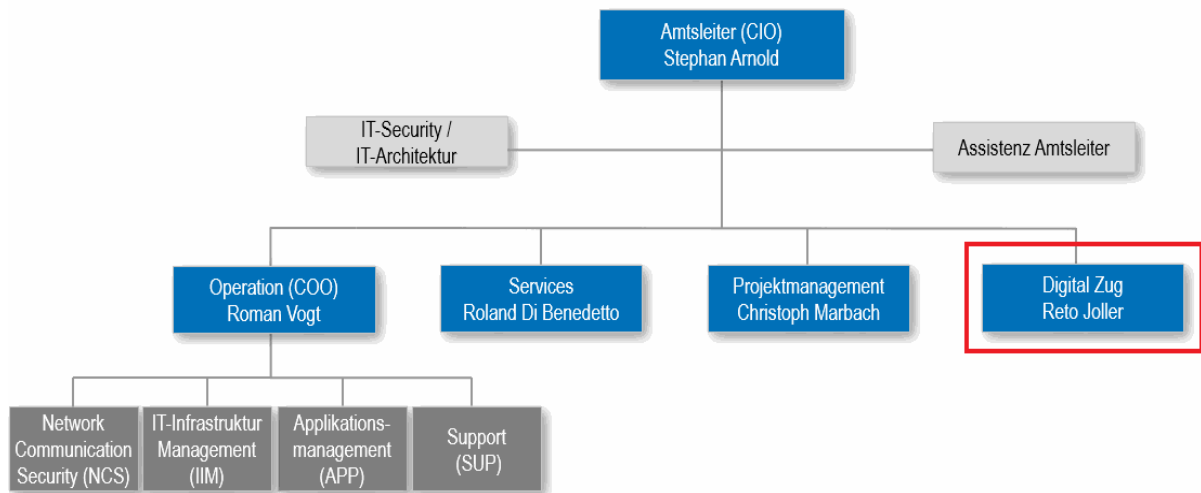 Amtsleiter (CIO)
Stephan Arnold
IT-Security /
IT-Architektur
Assistenz Amtsleiter
Operation (COO)
Roman Vogt
Services
Roland Di Benedetto
Projektmanagement
Christoph Marbach
Digital Zug
Reto Joller
Network
Communication
Security (NCS)
IT-Infrastruktur
Management
(IIM)
Applikations-
management
(APP)
Support
(SUP)